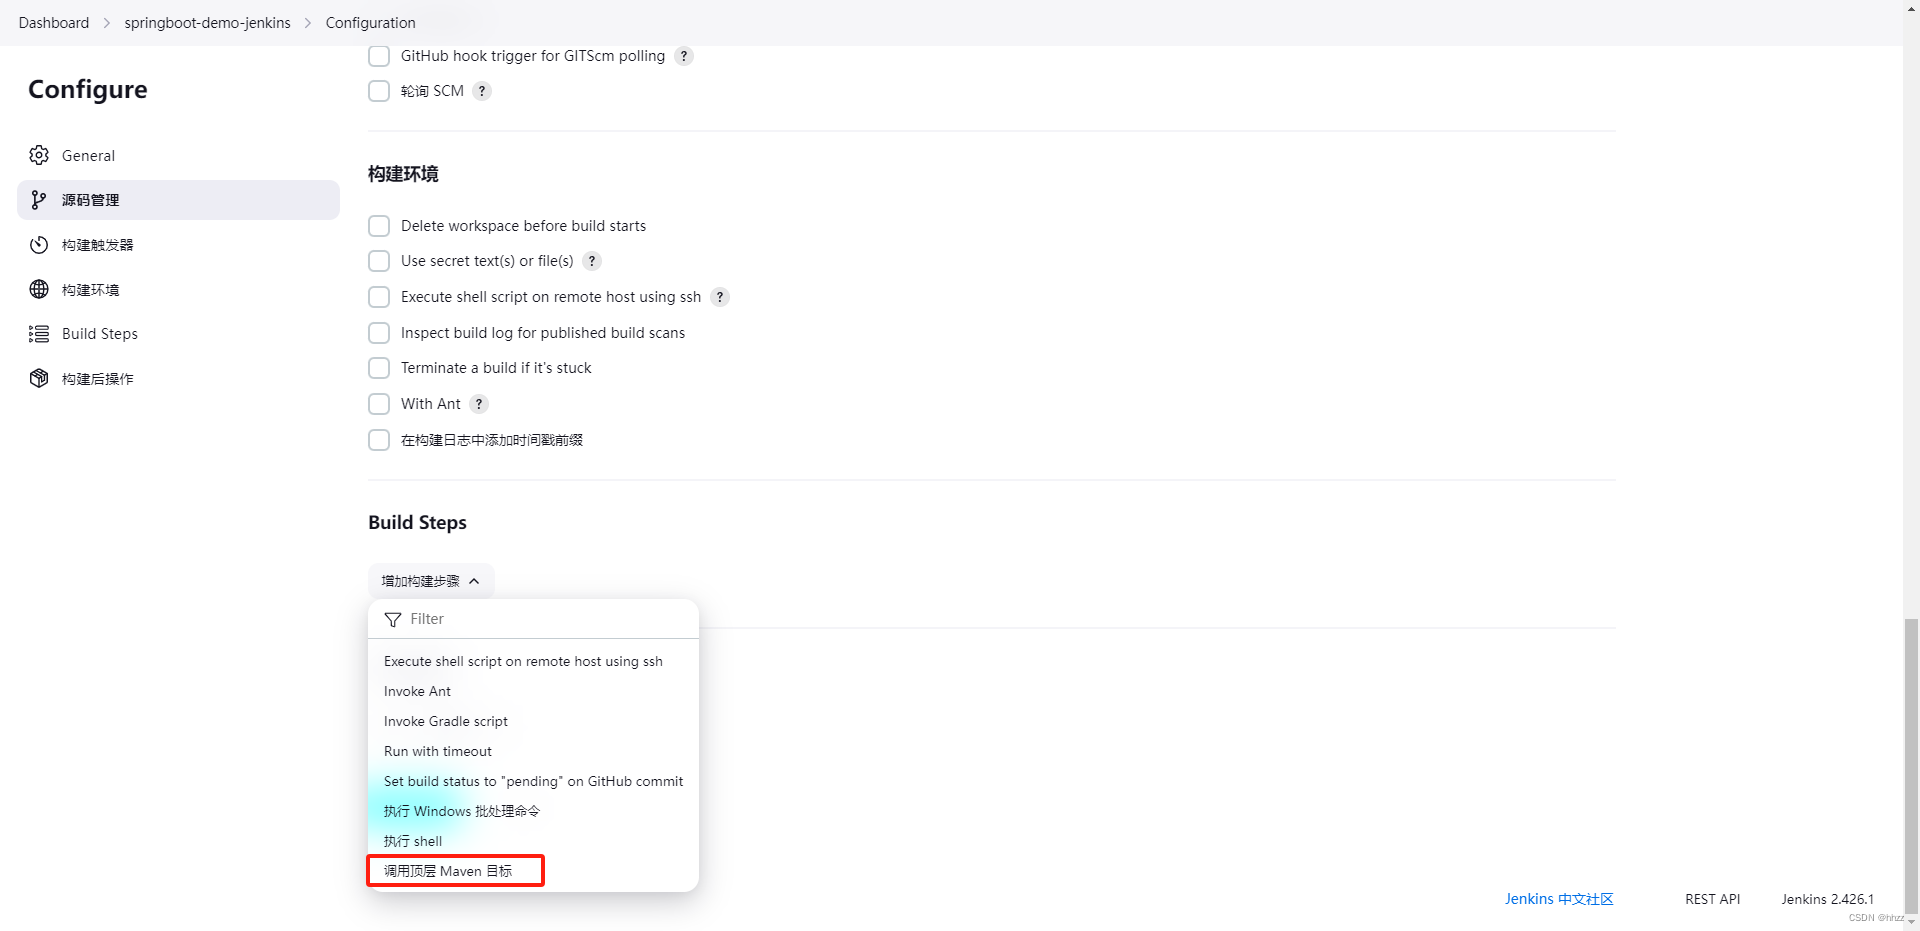 Dashboard > springboot-demo-jenkins > Configuration
Configure
General
源码管理
构建触发器
构建环境
Build Steps
构建后操作
GitHub hook trigger for GITScm polling ?
轮询 SCM ?
构建环境
Delete workspace before build starts
Use secret text(s) or file(s) ?
Execute shell script on remote host using ssh ?
Inspect build log for published build scans
Terminate a build if it's stuck
With Ant ?
在构建日志中添加时间戳前缀
Build Steps
增加构建步骤
Filter
Execute shell script on remote host using ssh
Invoke Ant
Invoke Gradle script
Run with timeout
Set build status to "pending" on GitHub commit
执行 Windows 批处理命令
执行 shell
调用顶层 Maven 目标
Jenkins 中文社区
REST API
Jenkins 2.426.1
CSDN @hhzz